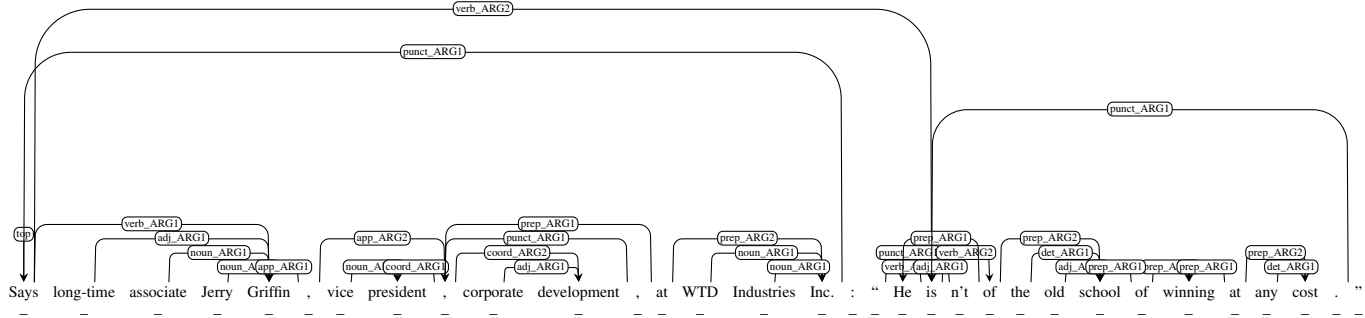 verb_ARG2
punct_ARG1
punct_ARG1
verb_ARG1 prep_ARG1
top adj_ARG1 app_ARG2 punct_ARG1 prep_ARG2 prep_ARG1 prep_ARG2
noun_ARG1 coord_ARG2 noun_ARG1 verb_ARG2 det_ARG1 prep_ARG2
app_ARG1 coord_ARG1 adj_ARG1 noun_ARG1 adj_ARG1 prep_ARG1 prep_ARG1 det_ARG1
Says long-time associate Jerry Griffin , vice president , corporate development , at WTD Industries Inc. : “ He is n't of the old school of winning at any cost . ”
_ _ _ _ _ _ _ _ _ _ _ _ _ _ _ _ _ _ _ _ _ _ _ _ _ _ _ _ _ _ _ _